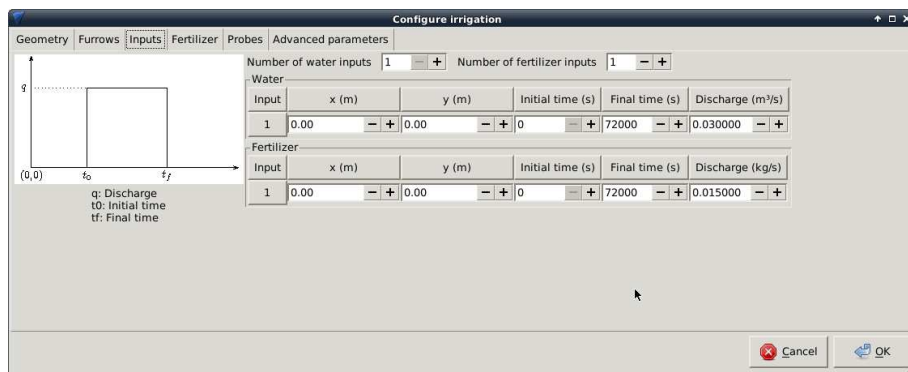 Configure irrigation
Geometry Furrows Inputs Fertilizer Probes Advanced parameters
Number of water inputs 1 − + Number of fertilizer inputs 1 − +
Water
Input x (m) y (m) Initial time (s) Final time (s) Discharge (m³/s)
1 0.00 − + 0.00 − + 0 − + 72000 − + 0.030000 − +
Fertilizer
Input x (m) y (m) Initial time (s) Final time (s) Discharge (kg/s)
1 0.00 − + 0.00 − + 0 − + 72000 − + 0.015000 − +
q
(0,0) t0 tf
q: Discharge
t0: Initial time
tf: Final time
Cancel OK